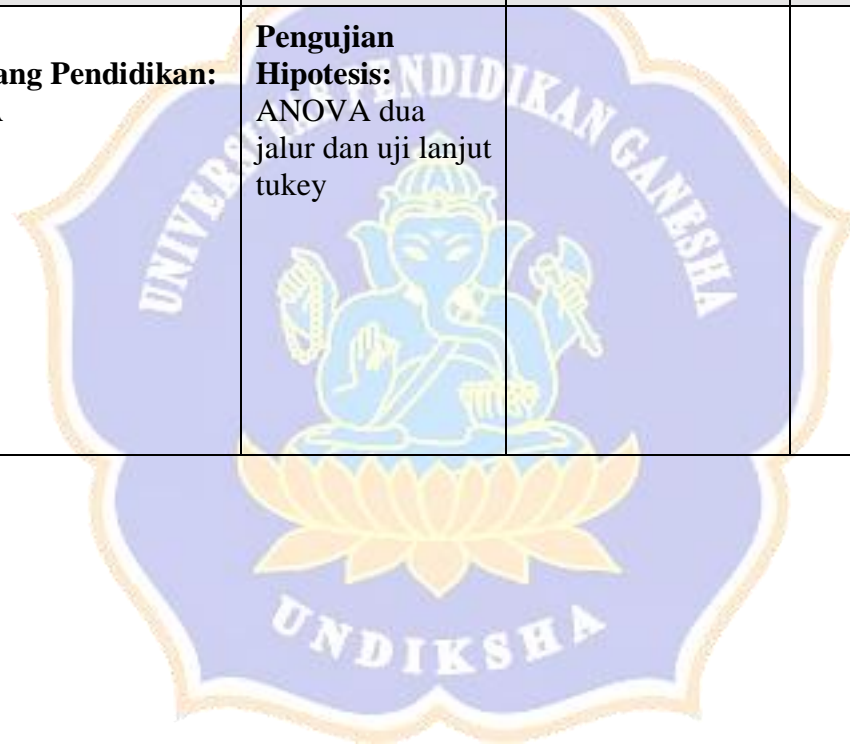 ang Pendidikan:
A
Pengujian
Hipotesis:
ANOVA dua
jalur dan uji lanjut
tukey
UNIVERSITAS PENDIDIKAN GANESHA
UNDIKSHA